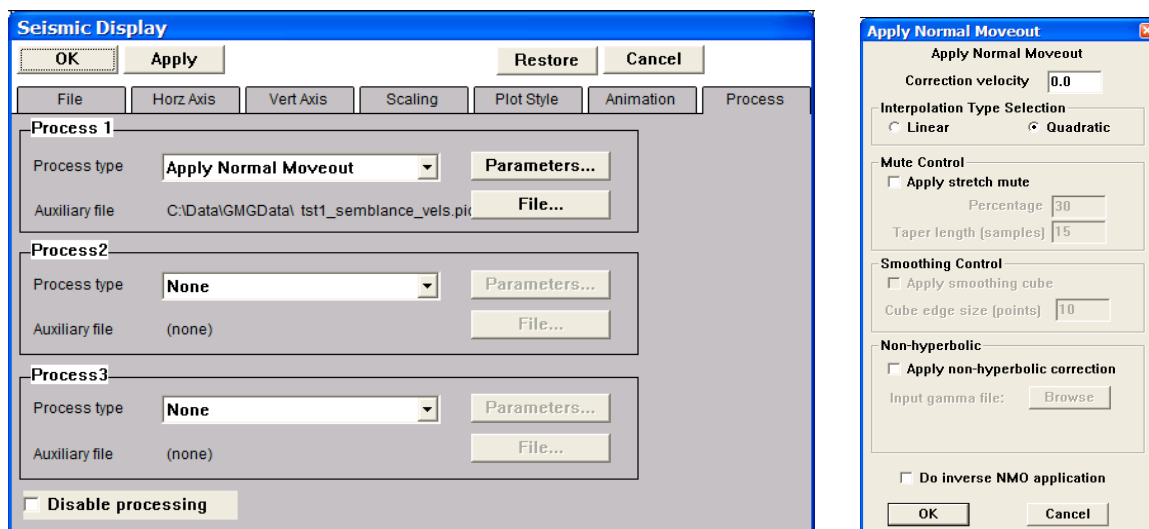 Seismic Display
OK Apply Restore Cancel
File Horz Axis Vert Axis Scaling Plot Style Animation Process
Process 1
Process type Apply Normal Moveout Parameters...
Auxiliary file C:\Data\GMGData\ tst1_semblance_vels.pic File...
Process2
Process type None Parameters...
Auxiliary file (none) File...
Process3
Process type None Parameters...
Auxiliary file (none) File...
Disable processing
Apply Normal Moveout
Apply Normal Moveout
Correction velocity 0.0
Interpolation Type Selection
Linear Quadratic
Mute Control
Apply stretch mute
Percentage 30
Taper length (samples) 15
Smoothing Control
Apply smoothing cube
Cube edge size (points) 10
Non-hyperbolic
Apply non-hyperbolic correction
Input gamma file: Browse
Do inverse NMO application
OK Cancel